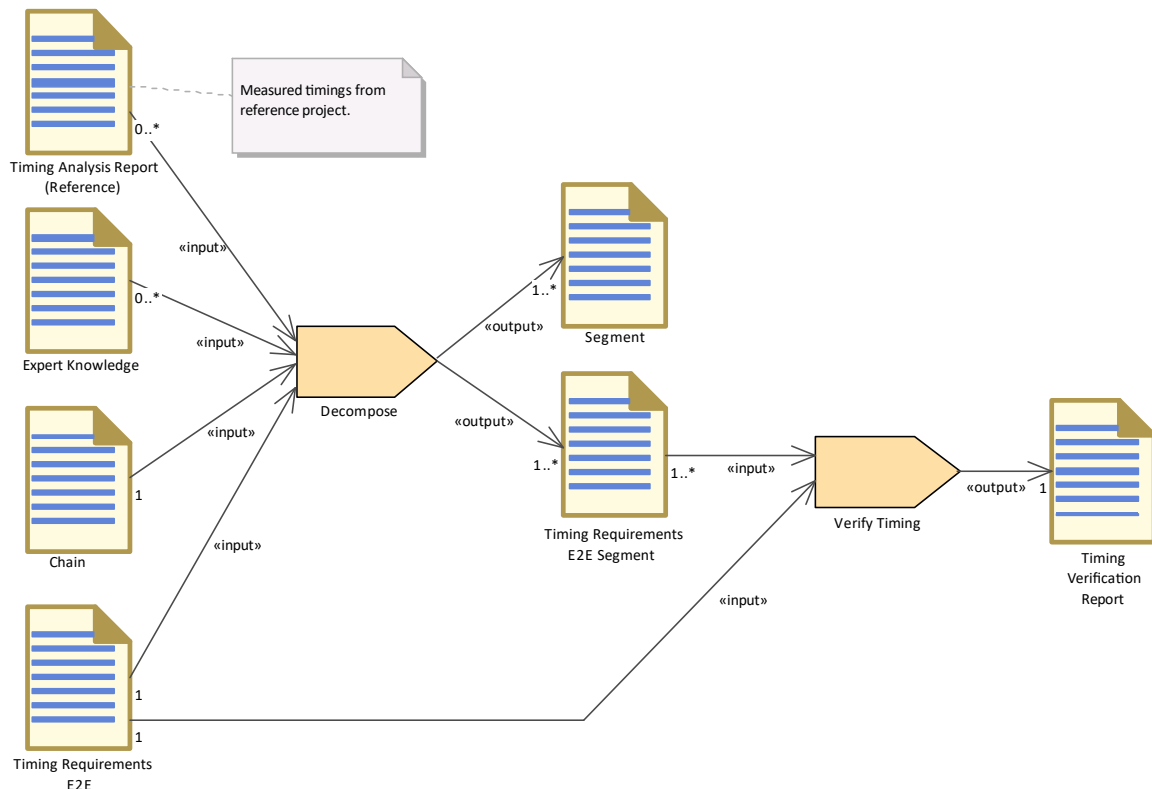 Measured timings from
reference project.
0..*
Timing Analysis Report
(Reference)
«input»
0..*
«input»
Expert Knowledge
1..*
«output»
Segment
Decompose
«input»
«output»
1..*
1..*
«input»
1
Chain
«input»
Timing Requirements
E2E Segment
Verify Timing
«output»
1
Timing
Verification
Report
«input»
1
1
Timing Requirements
E2E